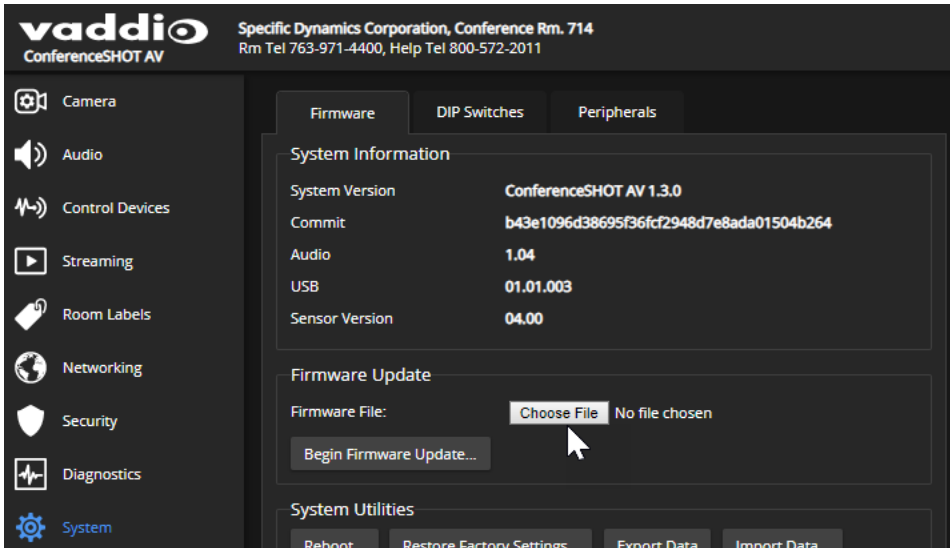 vaddio
ConferenceSHOT AV
Specific Dynamics Corporation, Conference Rm. 714
Rm Tel 763-971-4400, Help Tel 800-572-2011
Camera
Audio
Control Devices
Streaming
Room Labels
Networking
Security
Diagnostics
System
Firmware DIP Switches Peripherals
System Information
System Version ConferenceSHOT AV 1.3.0
Commit b43e1096d38695f36fcf2948d7e8ada01504b264
Audio 1.04
USB 01.01.003
Sensor Version 04.00
Firmware Update
Firmware File: Choose File No file chosen
Begin Firmware Update...
System Utilities
Reboot... Restore Factory Settings... Export Data... Import Data...